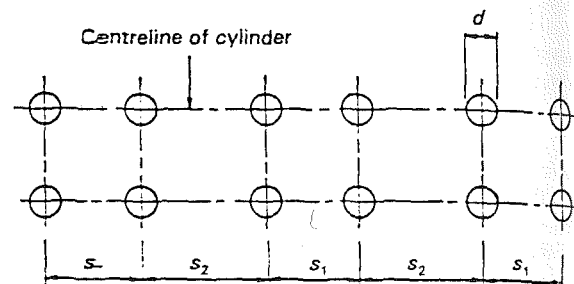 d
Centreline of cylinder
s s₂ s₁ s₂ s₁